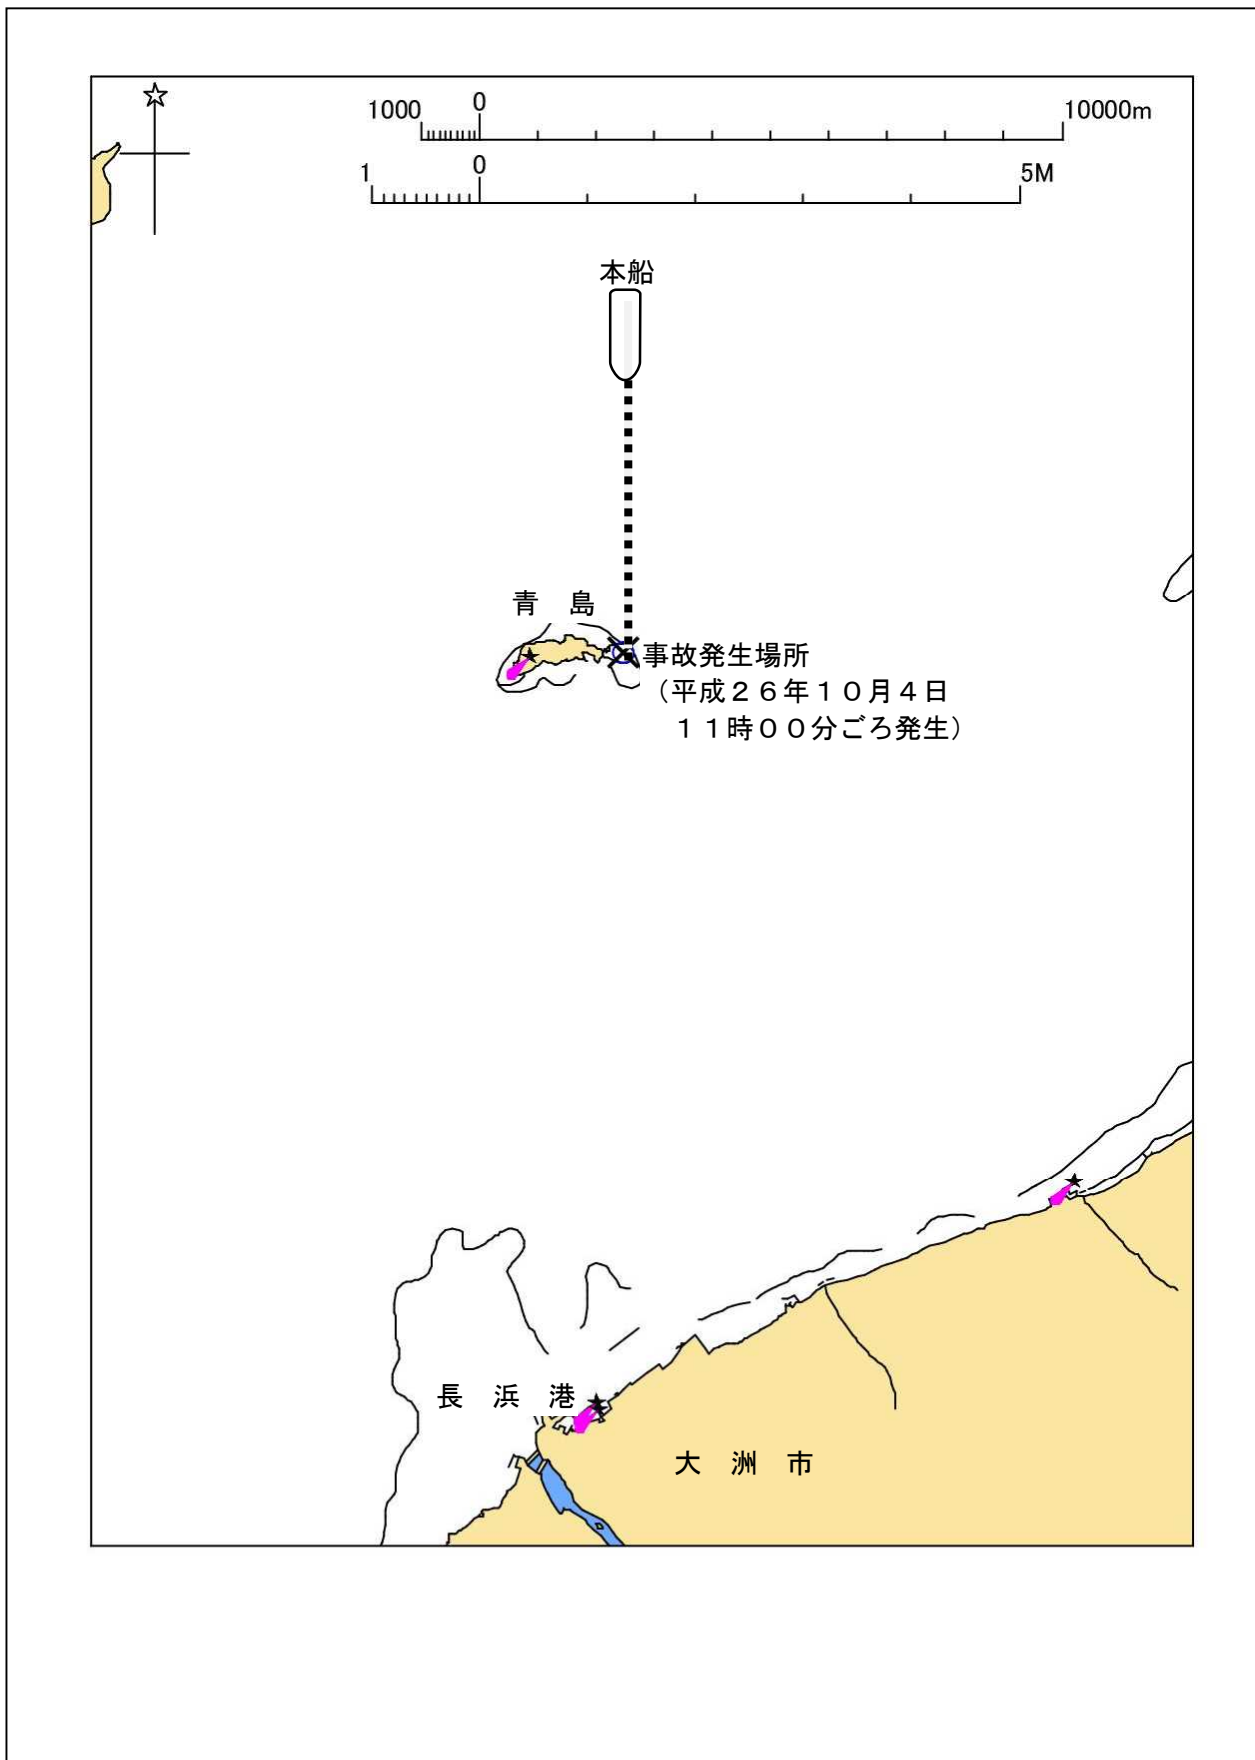 1000 0 10000m
1 0 5M
本船
青 島
事故発生場所
（平成２６年１０月４日
１１時００分ごろ発生）
長 浜 港
大 洲 市